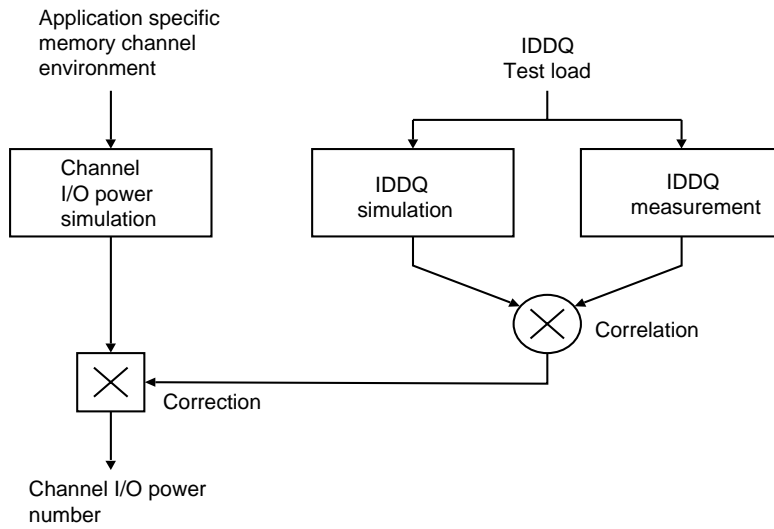 Application specific
memory channel
environment
IDDQ
Test load
Channel
I/O power
simulation
IDDQ
simulation
IDDQ
measurement
Correlation
Correction
Channel I/O power
number